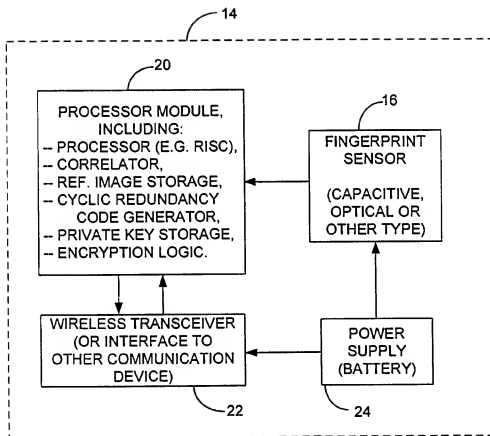 14
20
PROCESSOR MODULE,
INCLUDING:
-- PROCESSOR (E.G. RISC),
-- CORRELATOR,
-- REF. IMAGE STORAGE,
-- CYCLIC REDUNDANCY
CODE GENERATOR,
-- PRIVATE KEY STORAGE,
-- ENCRYPTION LOGIC.
16
FINGERPRINT
SENSOR
(CAPACITIVE,
OPTICAL OR
OTHER TYPE)
WIRELESS TRANSCEIVER
(OR INTERFACE TO
OTHER COMMUNICATION
DEVICE)
22
POWER
SUPPLY
(BATTERY)
24